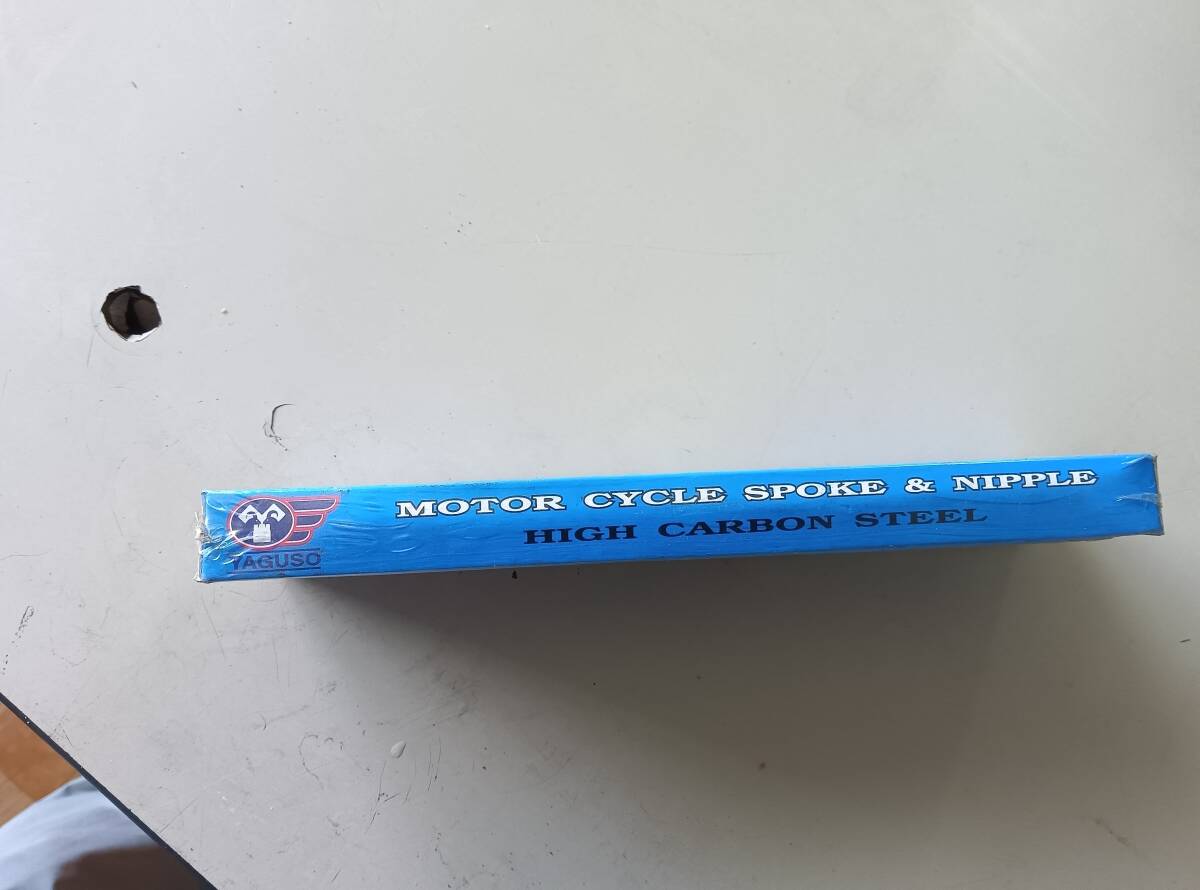 MOTOR CYCLE SPOKE & NIPPLE
HIGH CARBON STEEL
YAGUSO